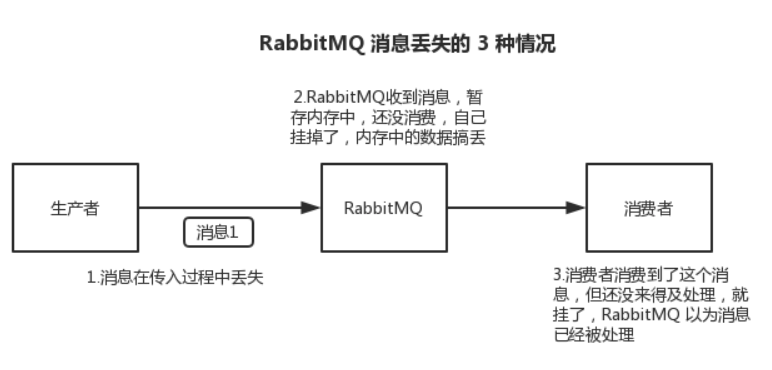 RabbitMQ 消息丢失的 3 种情况
2.RabbitMQ收到消息，暂
存内存中，还没消费，自己
挂掉了，内存中的数据搞丢
生产者
消息1
RabbitMQ
消费者
1.消息在传入过程中丢失
3.消费者消费到了这个消
息，但还没来得及处理，就
挂了，RabbitMQ 以为消息
已经被处理